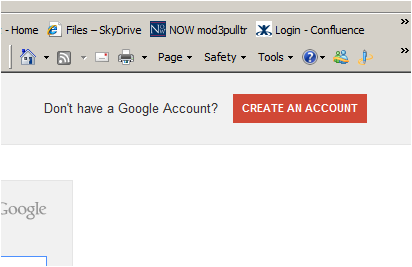 - Home Files – SkyDrive NOW mod3pulltr Login - Confluence »
Page Safety Tools »
Don't have a Google Account? CREATE AN ACCOUNT
Google